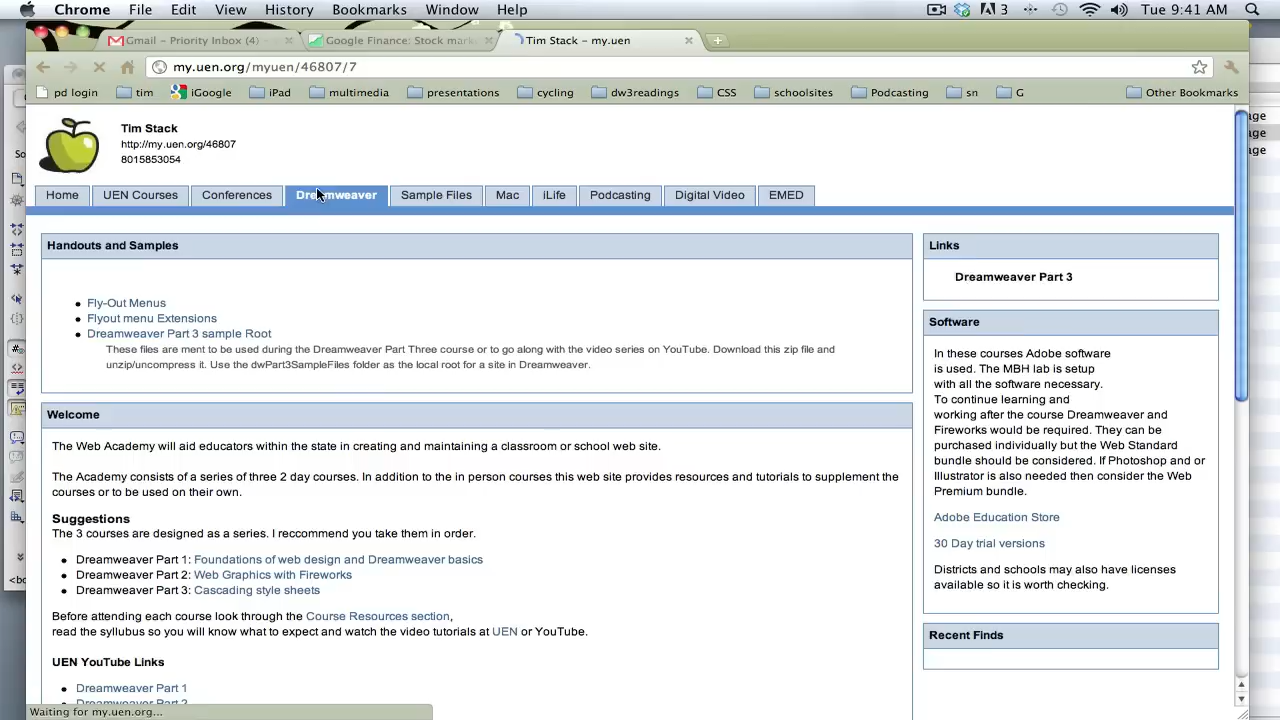 Chrome File Edit View History Bookmarks Window Help 3 Tue 9:41 AM
Gmail - Priority Inbox (4) - Google Finance: Stock mark Tim Stack - my.uen
my.uen.org/myuen/46807/7
pd login tim iGoogle iPad multimedia presentations cycling dw3readings CSS schoolsites Podcasting sn G Other Bookmarks
Tim Stack
http://my.uen.org/46807
8015853054
Home UEN Courses Conferences Dreamweaver Sample Files Mac iLife Podcasting Digital Video EMED
Handouts and Samples
Fly-Out Menus
Flyout menu Extensions
Dreamweaver Part 3 sample Root
These files are ment to be used during the Dreamweaver Part Three course or to go along with the video series on YouTube. Download this zip file and
unzip/uncompress it. Use the dwPart3SampleFiles folder as the local root for a site in Dreamweaver.
Welcome
The Web Academy will aid educators within the state in creating and maintaining a classroom or school web site.
The Academy consists of a series of three 2 day courses. In addition to the in person courses this web site provides resources and tutorials to supplement the
courses or to be used on their own.
Suggestions
The 3 courses are designed as a series. I reccommend you take them in order.
Dreamweaver Part 1: Foundations of web design and Dreamweaver basics
Dreamweaver Part 2: Web Graphics with Fireworks
Dreamweaver Part 3: Cascading style sheets
Before attending each course look through the Course Resources section,
read the syllubus so you will know what to expect and watch the video tutorials at UEN or YouTube.
UEN YouTube Links
Dreamweaver Part 1
Dreamweaver Part 2
Links
Dreamweaver Part 3
Software
In these courses Adobe software
is used. The MBH lab is setup
with all the software necessary.
To continue learning and
working after the course Dreamweaver and
Fireworks would be required. They can be
purchased individually but the Web Standard
bundle should be considered. If Photoshop and or
Illustrator is also needed then consider the Web
Premium bundle.
Adobe Education Store
30 Day trial versions
Districts and schools may also have licenses
available so it is worth checking.
Recent Finds
Waiting for my.uen.org...
So
<bo
age
age
age